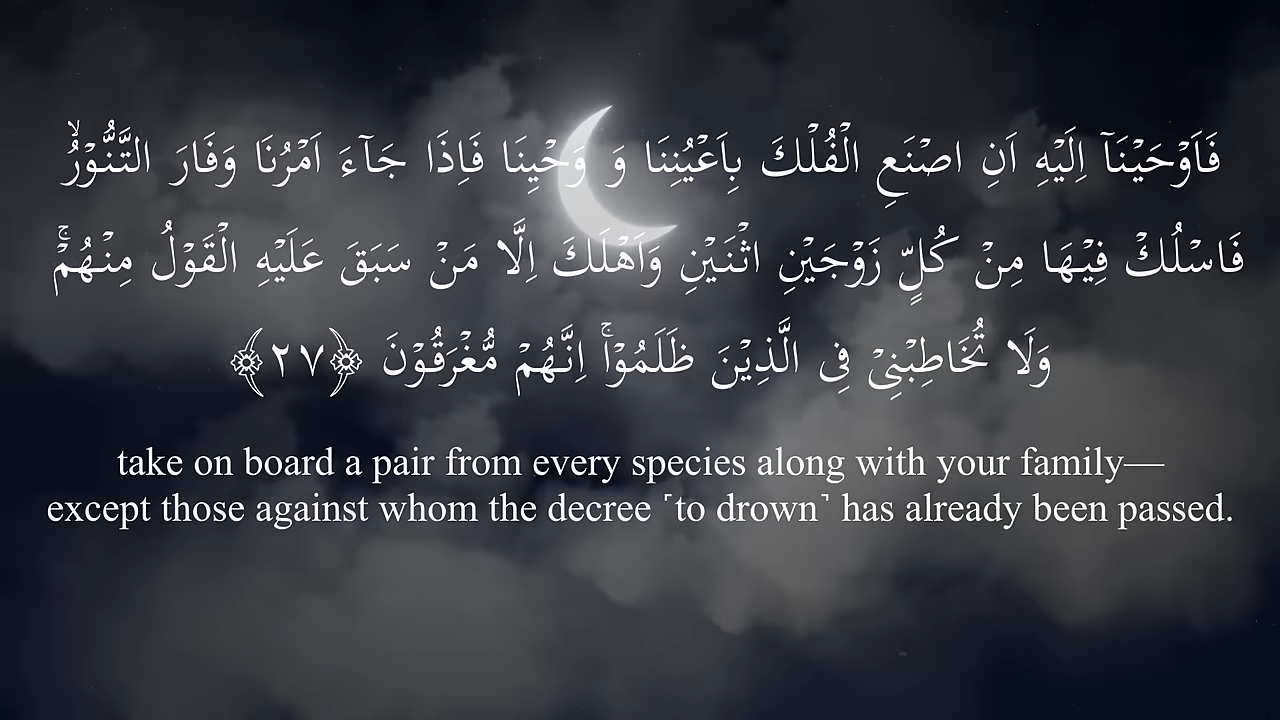 فَاَوْحَيْنَآ اِلَيْهِ اَنِ اصْنَعِ الْفُلْكَ بِاَعْيُنِنَا وَ وَحْيِنَا فَاِذَا جَآءَ اَمْرُنَا وَفَارَ التَّنُّوْرُۙ
فَاسْلُكْ فِيْهَا مِنْ كُلٍّ زَوْجَيْنِ اثْنَيْنِ وَاَهْلَكَ اِلَّا مَنْ سَبَقَ عَلَيْهِ الْقَوْلُ مِنْهُمْۚ
وَلَا تُخَاطِبْنِيْ فِى الَّذِيْنَ ظَلَمُوْاۚ اِنَّهُمْ مُّغْرَقُوْنَ ﴿٢٧﴾
take on board a pair from every species along with your family—
except those against whom the decree ˹to drown˺ has already been passed.